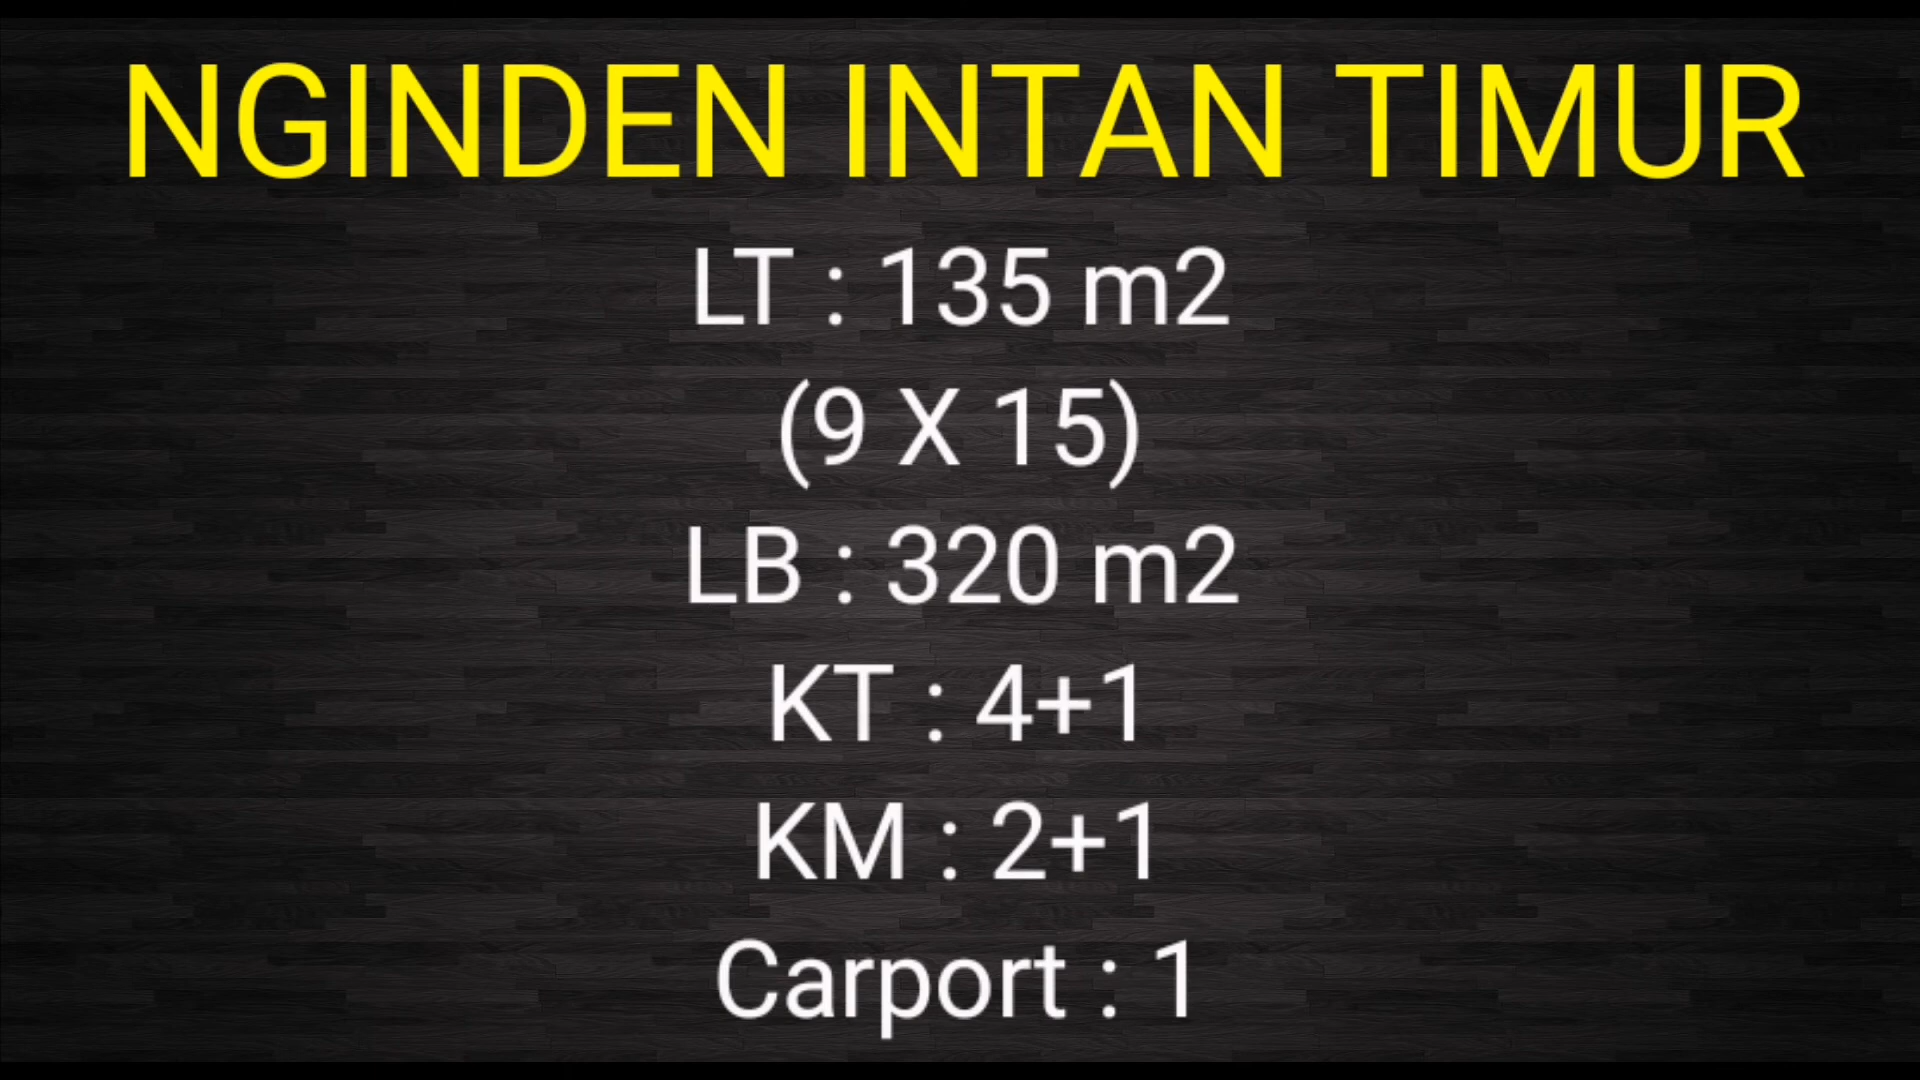 NGINDEN INTAN TIMUR
LT : 135 m2
(9 X 15)
LB : 320 m2
KT : 4+1
KM : 2+1
Carport : 1